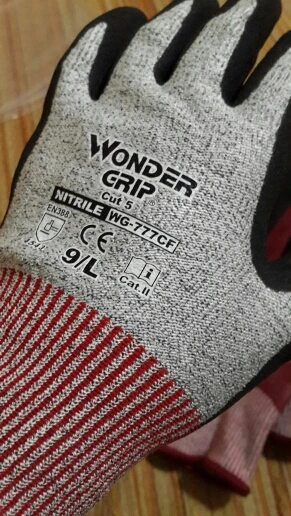 WONDER
GRIP
Cut 5
NITRILE WG-777CF
EN388
CE
9/L
Cat.II